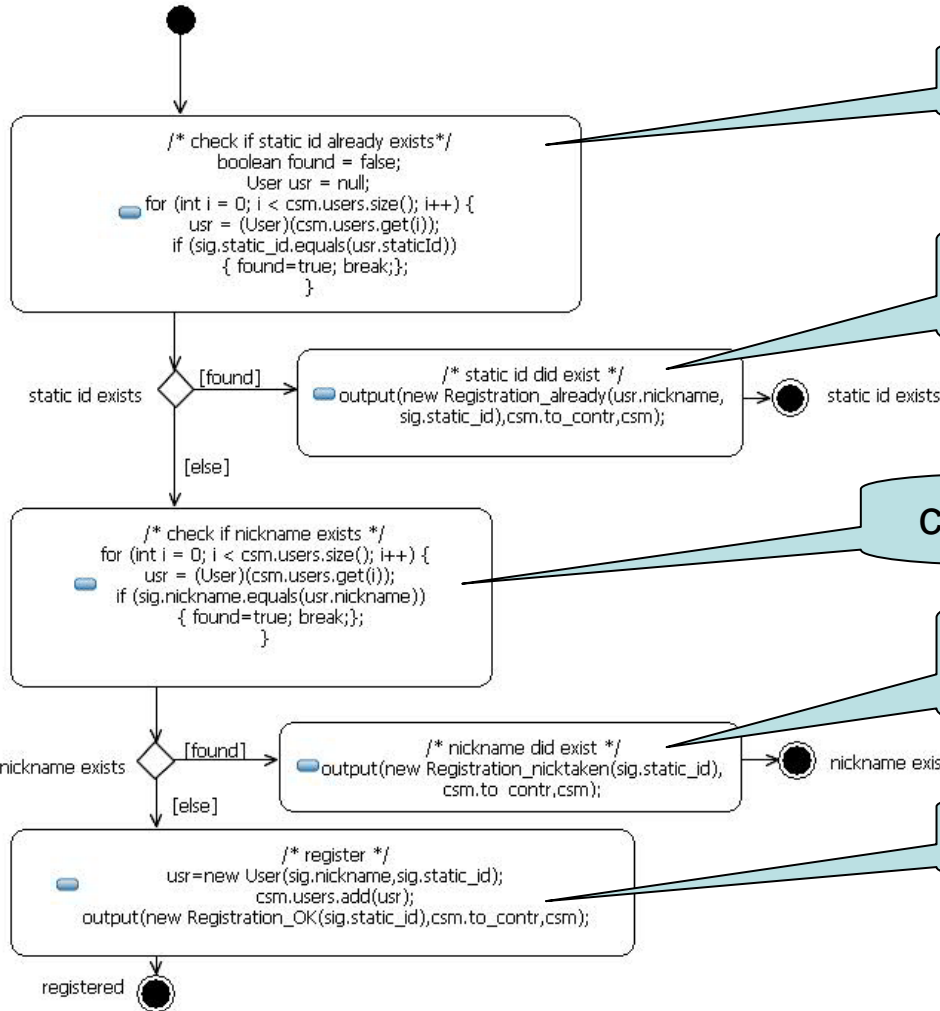 /* check if static id already exists*/
boolean found = false;
User usr = null;
for (int i = 0; i < csm.users.size(); i++) {
usr = (User)(csm.users.get(i));
if (sig.static_id.equals(usr.staticId))
{ found=true; break;};
}
static id exists
[found]
/* static id did exist */
output(new Registration_already(usr.nickname,
sig.static_id),csm.to_contr,csm);
static id exists
[else]
/* check if nickname exists */
for (int i = 0; i < csm.users.size(); i++) {
usr = (User)(csm.users.get(i));
if (sig.nickname.equals(usr.nickname))
{ found=true; break;};
}
C
nickname exists
[found]
/* nickname did exist */
output(new Registration_nicktaken(sig.static_id),
csm.to_contr,csm);
nickname exis
[else]
/* register */
usr=new User(sig.nickname,sig.static_id);
csm.users.add(usr);
output(new Registration_OK(sig.static_id),csm.to_contr,csm);
registered